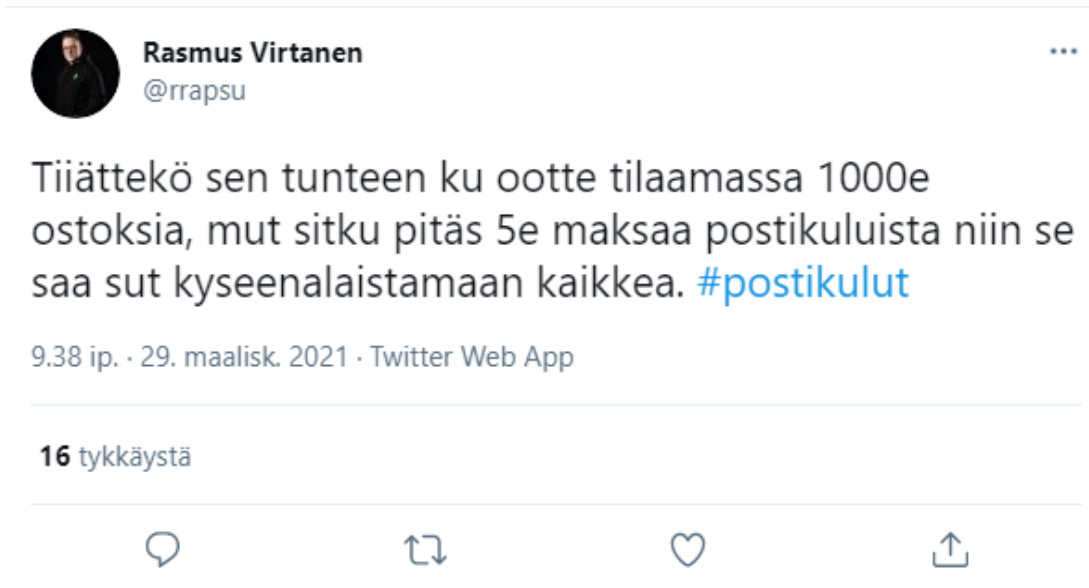 Rasmus Virtanen
@rrapsu
Tiiättekö sen tunteen ku ootte tilaamassa 1000e
ostoksia, mut sitku pitäs 5e maksaa postikuluista niin se
saa sut kyseenalaistamaan kaikkea. #postikulut
9.38 ip. · 29. maalisk. 2021 · Twitter Web App
16 tykkäystä